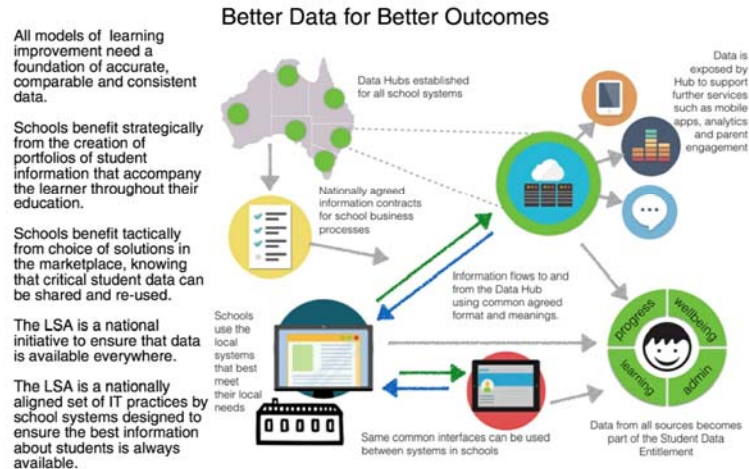 Better Data for Better Outcomes
All models of learning
improvement need a
foundation of accurate,
comparable and consistent
data.
Schools benefit strategically
from the creation of
portfolios of student
information that accompany
the learner throughout their
education.
Schools benefit tactically
from choice of solutions in
the marketplace, knowing
that critical student data can
be shared and re-used.
The LSA is a national
initiative to ensure that data
is available everywhere.
The LSA is a nationally
aligned set of IT practices by
school systems designed to
ensure the best information
about students is always
available.
Data Hubs established
for all school systems
Data is
exposed by
Hub to support
further services
such as mobile
apps, analytics
and parent
engagement
Nationally agreed
information contracts
for school business
processes
Information flows to and
from the Data Hub
using common agreed
format and meanings.
Schools
use the
local
systems
that best
meet
their local
needs
Same common interfaces can be used
between systems in schools
progress
wellbeing
learning
admin
Data from all sources becomes
part of the Student Data
Entitlement